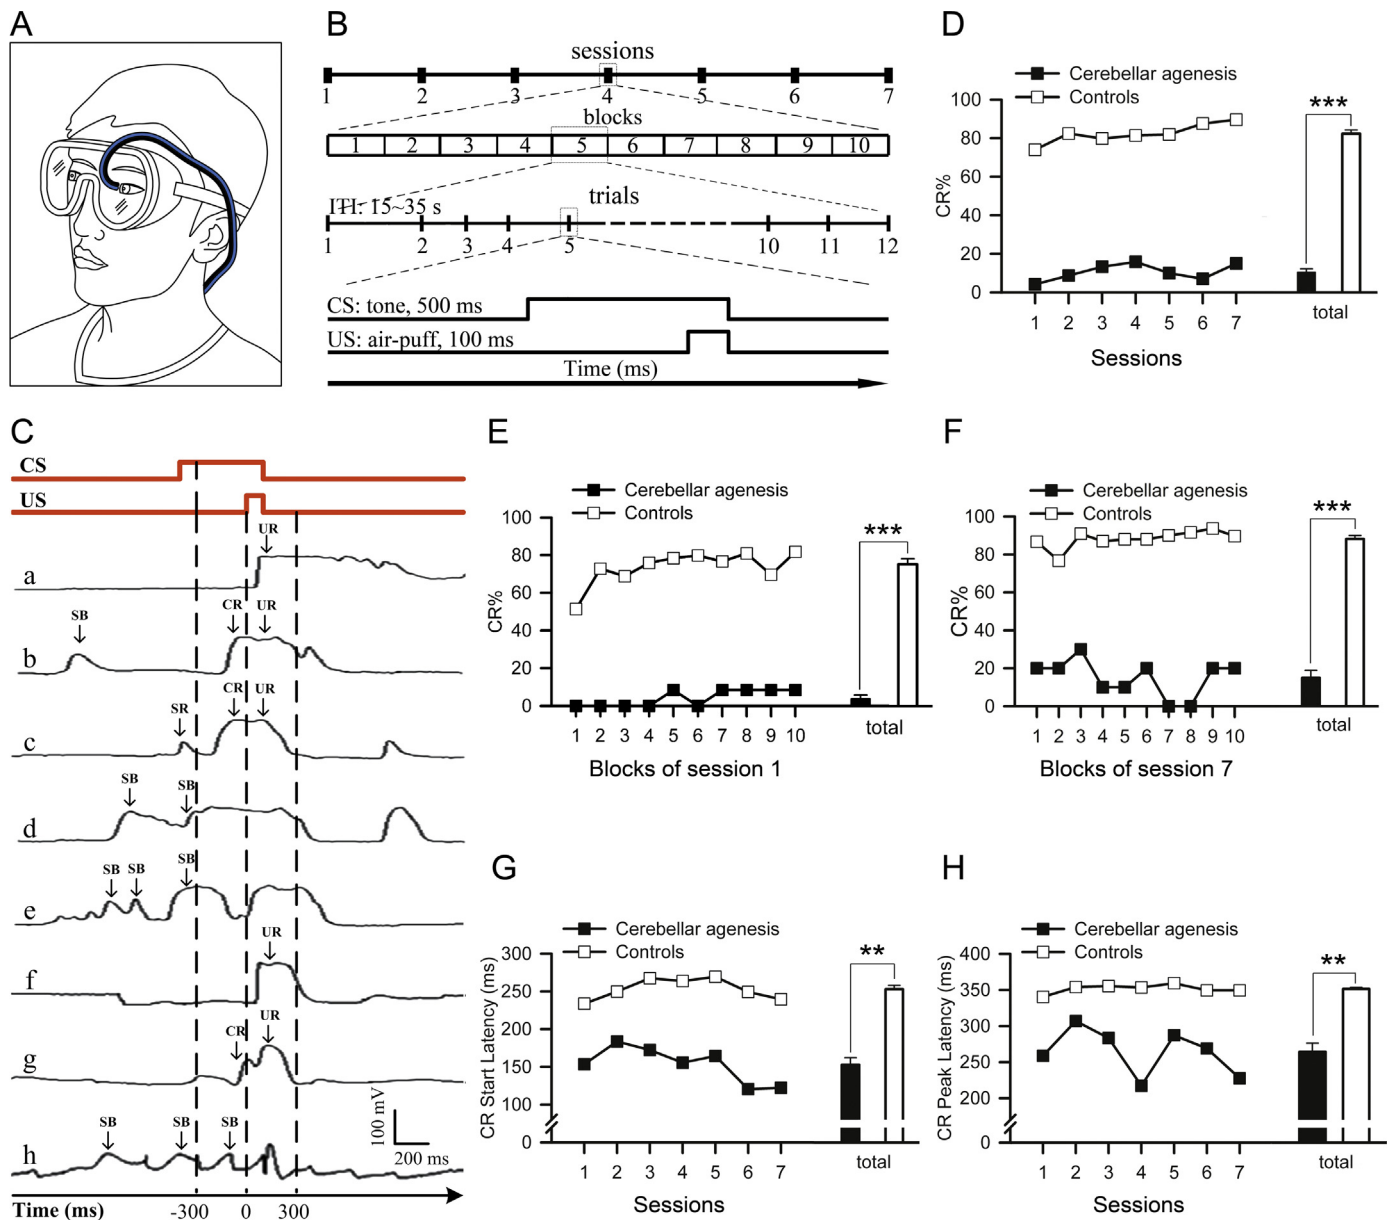 A
B
sessions
1 2 3 4 5 6 7
blocks
1 2 3 4 5 6 7 8 9 10
trials
ITI: 15~35 s
1 2 3 4 5 10 11 12
CS: tone, 500 ms
US: air-puff, 100 ms
Time (ms)
C
CS
US
UR
a
SB CR UR
b
SR CR UR
c
SB SB
d
SB SB SB
e
UR
f
CR UR
g
SB SB SB
h
100 mV
200 ms
Time (ms) -300 0 300
D
Cerebellar agenesis
Controls
***
CR%
100
80
60
40
20
0
1 2 3 4 5 6 7
total
Sessions
E
Cerebellar agenesis
Controls
***
CR%
100
80
60
40
20
0
1 2 3 4 5 6 7 8 9 10
total
Blocks of session 1
F
Cerebellar agenesis
Controls
***
CR%
100
80
60
40
20
0
1 2 3 4 5 6 7 8 9 10
total
Blocks of session 7
G
Cerebellar agenesis
Controls
**
CR Start Latency (ms)
300
250
200
150
100
0
1 2 3 4 5 6 7
total
Sessions
H
Cerebellar agenesis
Controls
**
CR Peak Latency (ms)
400
350
300
250
200
0
1 2 3 4 5 6 7
total
Sessions